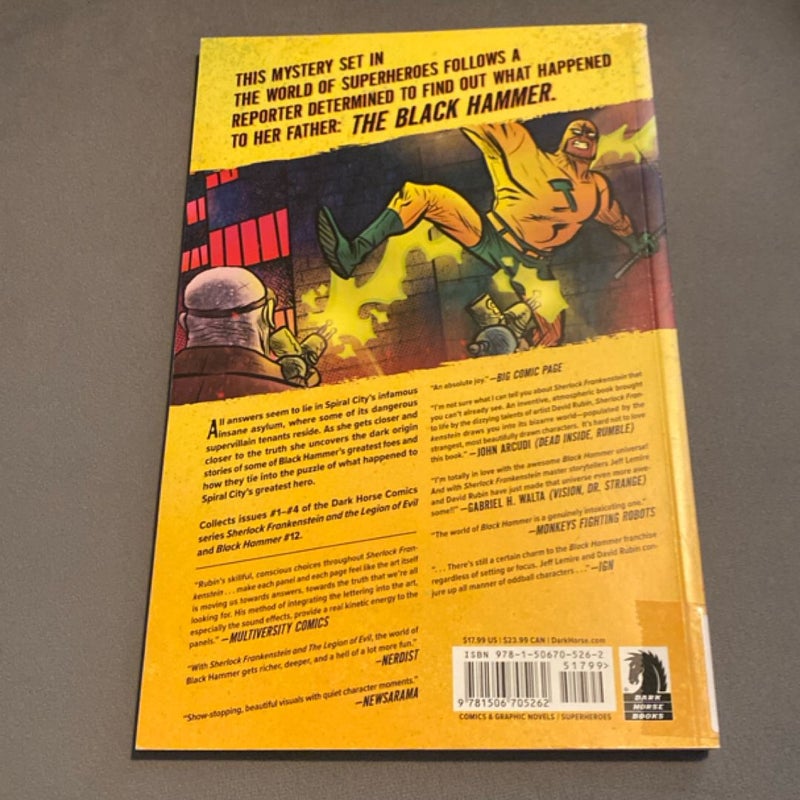 THIS MYSTERY SET IN
THE WORLD OF SUPERHEROES FOLLOWS A
REPORTER DETERMINED TO FIND OUT WHAT HAPPENED
TO HER FATHER: THE BLACK HAMMER.
All answers seem to lie in Spiral City's infamous
insane asylum, where some of its dangerous
supervillain tenants reside. As she gets closer and
closer to the truth she uncovers the dark origin
stories of some of Black Hammer's greatest foes and
how they tie into the puzzle of what happened to
Spiral City's greatest hero.
Collects issues #1–#4 of the Dark Horse Comics
series Sherlock Frankenstein and the Legion of Evil
and Black Hammer #12.
"Rubín's skillful, conscious choices throughout Sherlock Fran-
kenstein . . . make each panel and each page feel like the art itself
is moving us towards answers, towards the truth that we're all
looking for. His method of integrating the lettering into the art,
especially the sound effects, provide a real kinetic energy to the
panels." —MULTIVERSITY COMICS
"With Sherlock Frankenstein and The Legion of Evil, the world of
Black Hammer gets richer, deeper, and a hell of a lot more fun."
—NERDIST
"Show-stopping, beautiful visuals with quiet character moments."
—NEWSARAMA
"An absolute joy." —BIG COMIC PAGE
"I'm not sure what I can tell you about Sherlock Frankenstein that
you can't already see. An inventive, atmospheric book brought
to life by the dizzying talents of artist David Rubín, Sherlock Fran-
kenstein draws you into its bizarre world—populated by the
strangest, most beautifully drawn characters. It's hard not to love
this book." —JOHN ARCUDI (DEAD INSIDE, RUMBLE)
"I'm totally in love with the awesome Black Hammer universe!
And with Sherlock Frankenstein master storytellers Jeff Lemire
and David Rubín have just made that universe even more awe-
some!!" —GABRIEL H. WALTA (VISION, DR. STRANGE)
"The world of Black Hammer is a genuinely intoxicating one."
—MONKEYS FIGHTING ROBOTS
". . . There's still a certain charm to the Black Hammer franchise
regardless of setting or focus. Jeff Lemire and David Rubín con-
jure up all manner of oddball characters . . ." —IGN
$17.99 US | $23.99 CAN | DarkHorse.com
ISBN 978-1-50670-526-2
51799>
9 781506 705262
COMICS & GRAPHIC NOVELS / SUPERHEROES
DARK
HORSE
BOOKS